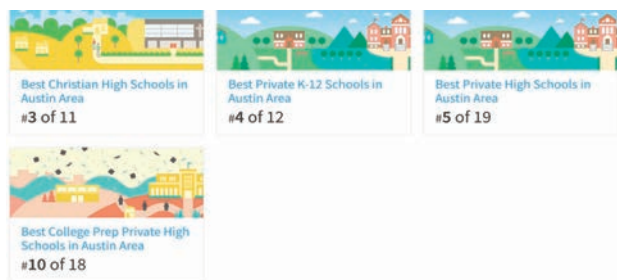 Best Christian High Schools in
Austin Area
#3 of 11
Best Private K-12 Schools in
Austin Area
#4 of 12
Best Private High Schools in
Austin Area
#5 of 19
Best College Prep Private High
Schools in Austin Area
#10 of 18